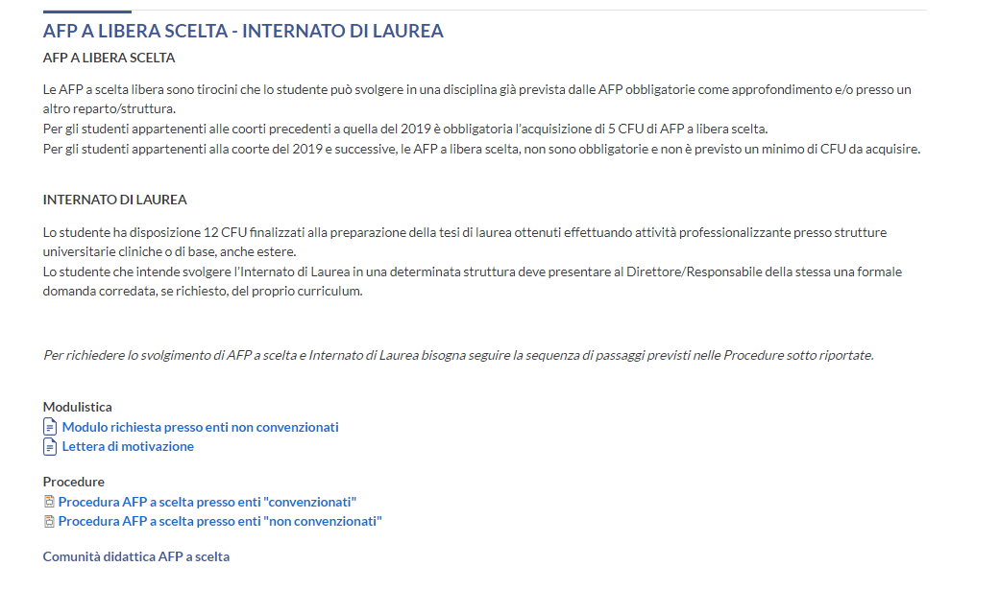 AFP A LIBERA SCELTA - INTERNATO DI LAUREA
AFP A LIBERA SCELTA
Le AFP a scelta libera sono tirocini che lo studente può svolgere in una disciplina già prevista dalle AFP obbligatorie come approfondimento e/o presso un
altro reparto/struttura.
Per gli studenti appartenenti alle coorti precedenti a quella del 2019 è obbligatoria l'acquisizione di 5 CFU di AFP a libera scelta.
Per gli studenti appartenenti alla coorte del 2019 e successive, le AFP a libera scelta, non sono obbligatorie e non è previsto un minimo di CFU da acquisire.
INTERNATO DI LAUREA
Lo studente ha disposizione 12 CFU finalizzati alla preparazione della tesi di laurea ottenuti effettuando attività professionalizzante presso strutture
universitarie cliniche o di base, anche estere.
Lo studente che intende svolgere l'Internato di Laurea in una determinata struttura deve presentare al Direttore/Responsabile della stessa una formale
domanda corredata, se richiesto, del proprio curriculum.
Per richiedere lo svolgimento di AFP a scelta e Internato di Laurea bisogna seguire la sequenza di passaggi previsti nelle Procedure sotto riportate.
Modulistica
Modulo richiesta presso enti non convenzionati
Lettera di motivazione
Procedure
Procedura AFP a scelta presso enti "convenzionati"
Procedura AFP a scelta presso enti "non convenzionati"
Comunità didattica AFP a scelta